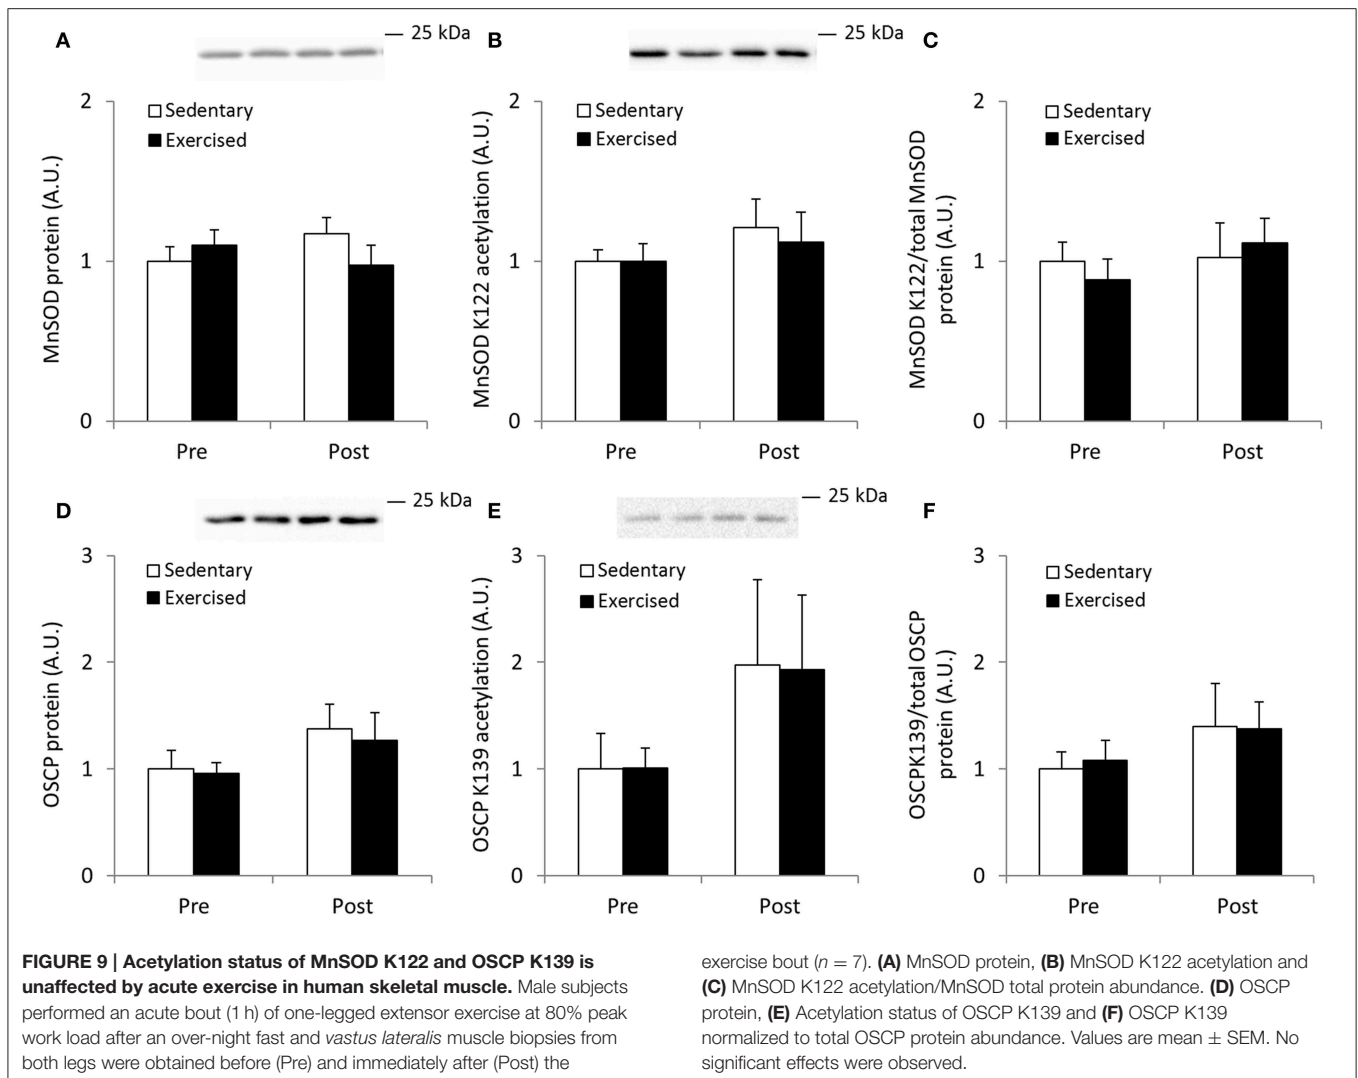 A
— 25 kDa
2
1
0
MnSOD protein (A.U.)
Sedentary
Exercised
Pre
Post
B
— 25 kDa
2
1
0
MnSOD K122 acetylation (A.U.)
Sedentary
Exercised
Pre
Post
C
2
1
0
MnSOD K122/total MnSOD
protein (A.U.)
Sedentary
Exercised
Pre
Post
D
— 25 kDa
3
2
1
0
OSCP protein (A.U.)
Sedentary
Exercised
Pre
Post
E
— 25 kDa
3
2
1
0
OSCP K139 acetylation (A.U.)
Sedentary
Exercised
Pre
Post
F
3
2
1
0
OSCPK139/total OSCP
protein (A.U.)
Sedentary
Exercised
Pre
Post
FIGURE 9 | Acetylation status of MnSOD K122 and OSCP K139 is
unaffected by acute exercise in human skeletal muscle. Male subjects
performed an acute bout (1 h) of one-legged extensor exercise at 80% peak
work load after an over-night fast and vastus lateralis muscle biopsies from
both legs were obtained before (Pre) and immediately after (Post) the
exercise bout (n = 7). (A) MnSOD protein, (B) MnSOD K122 acetylation and
(C) MnSOD K122 acetylation/MnSOD total protein abundance. (D) OSCP
protein, (E) Acetylation status of OSCP K139 and (F) OSCP K139
normalized to total OSCP protein abundance. Values are mean ± SEM. No
significant effects were observed.